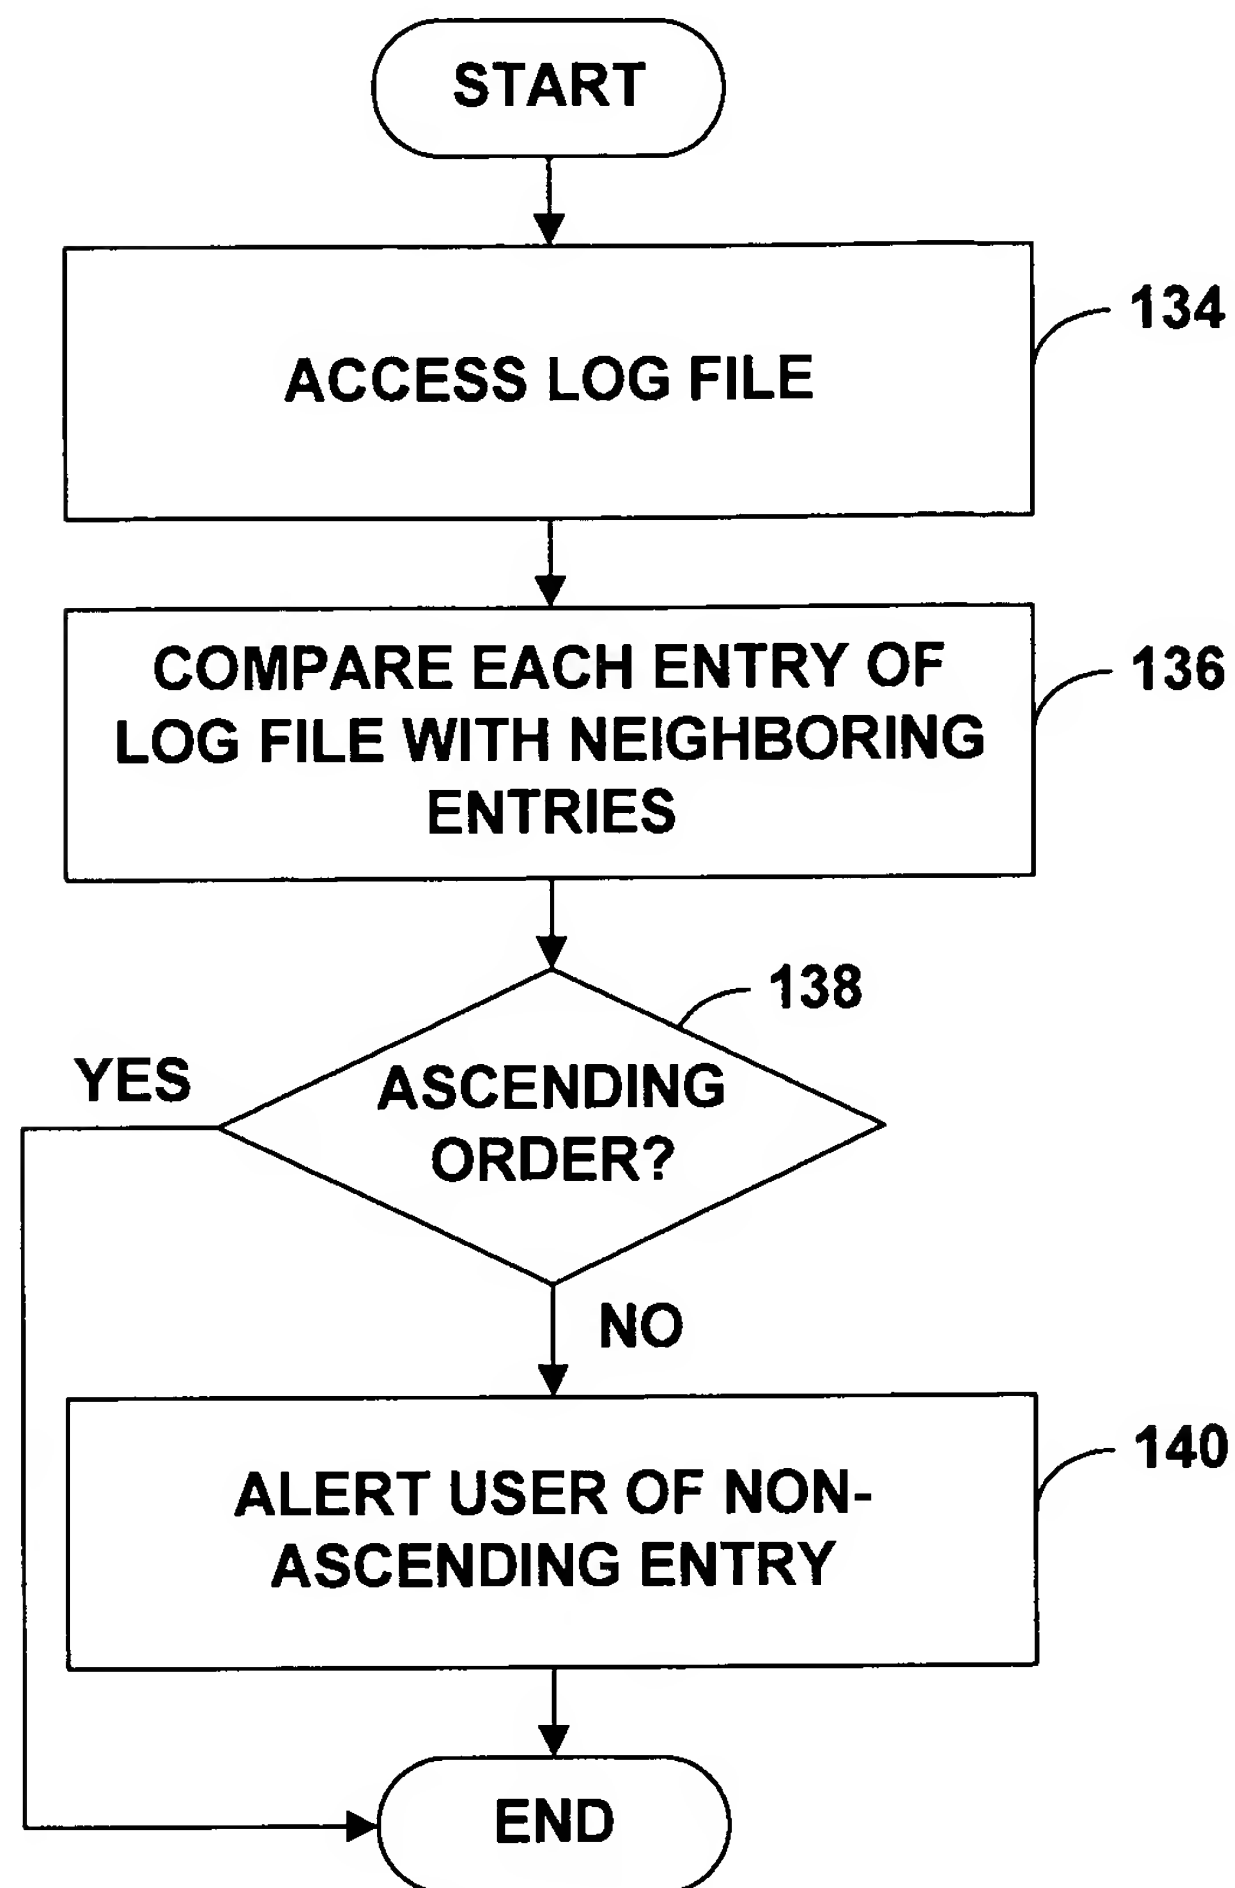 START
ACCESS LOG FILE
134
COMPARE EACH ENTRY OF
LOG FILE WITH NEIGHBORING
ENTRIES
136
138
YES
ASCENDING
ORDER?
NO
ALERT USER OF NON-
ASCENDING ENTRY
140
END